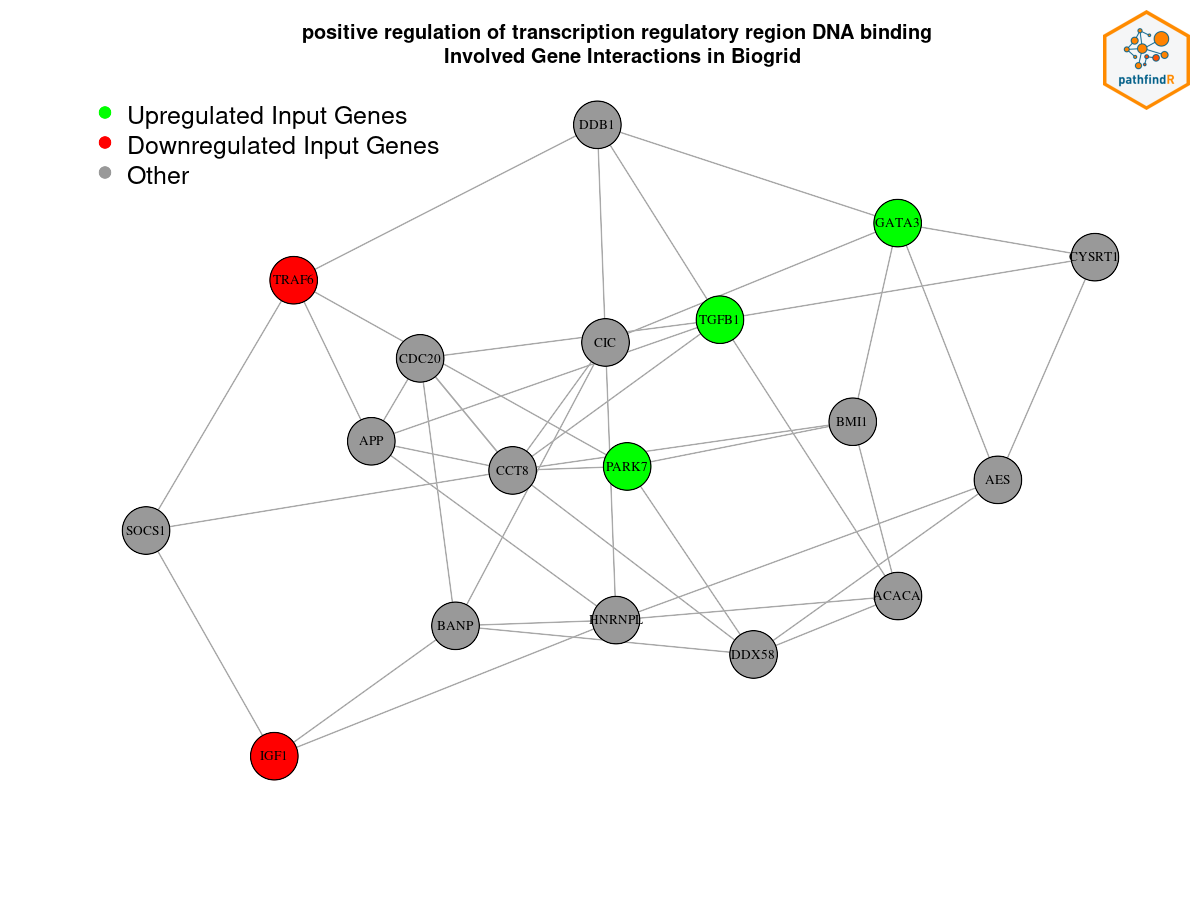 positive regulation of transcription regulatory region DNA binding
Involved Gene Interactions in Biogrid
pathfindR
Upregulated Input Genes
Downregulated Input Genes
Other
DDB1
GATA3
CYSRT1
TRAF6
TGFB1
CIC
CDC20
BMI1
APP
CCT8
PARK7
AES
SOCS1
ACACA
BANP
HNRNPL
DDX58
IGF1